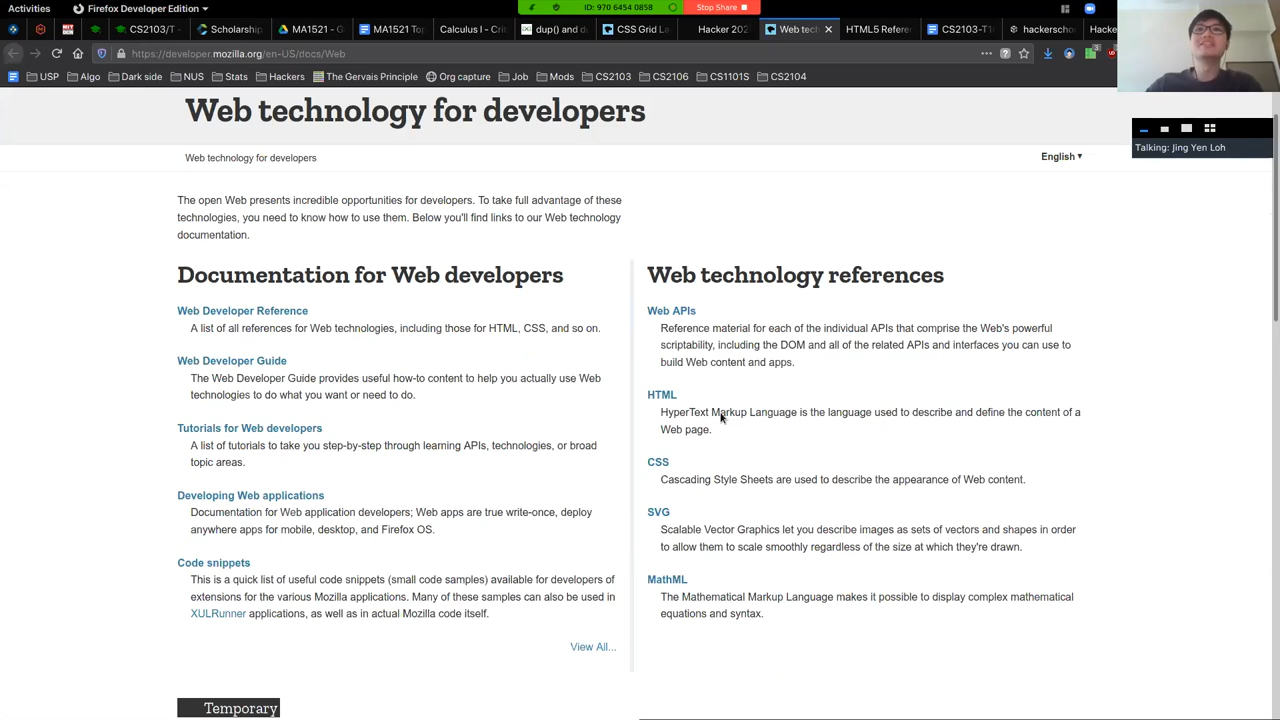 Activities
Firefox Developer Edition
ID: 970 6454 0858
Stop Share
CS2103/T
Scholarship
MA1521 - G
MA1521 Top
Calculus I - Cri
dup() and d
CSS Grid La
Hacker 202
Web tech
HTML5 Refere
CS2103-T1
hackerscho
Hacke
https://developer.mozilla.org/en-US/docs/Web
USP
Algo
Dark side
NUS
Stats
Hackers
The Gervais Principle
Org capture
Job
Mods
CS2103
CS2106
CS1101S
CS2104
Talking: Jing Yen Loh
Web technology for developers
Web technology for developers
English
The open Web presents incredible opportunities for developers. To take full advantage of these
technologies, you need to know how to use them. Below you'll find links to our Web technology
documentation.
Documentation for Web developers
Web Developer Reference
A list of all references for Web technologies, including those for HTML, CSS, and so on.
Web Developer Guide
The Web Developer Guide provides useful how-to content to help you actually use Web
technologies to do what you want or need to do.
Tutorials for Web developers
A list of tutorials to take you step-by-step through learning APIs, technologies, or broad
topic areas.
Developing Web applications
Documentation for Web application developers; Web apps are true write-once, deploy
anywhere apps for mobile, desktop, and Firefox OS.
Code snippets
This is a quick list of useful code snippets (small code samples) available for developers of
extensions for the various Mozilla applications. Many of these samples can also be used in
XULRunner applications, as well as in actual Mozilla code itself.
View All...
Web technology references
Web APIs
Reference material for each of the individual APIs that comprise the Web's powerful
scriptability, including the DOM and all of the related APIs and interfaces you can use to
build Web content and apps.
HTML
HyperText Markup Language is the language used to describe and define the content of a
Web page.
CSS
Cascading Style Sheets are used to describe the appearance of Web content.
SVG
Scalable Vector Graphics let you describe images as sets of vectors and shapes in order
to allow them to scale smoothly regardless of the size at which they're drawn.
MathML
The Mathematical Markup Language makes it possible to display complex mathematical
equations and syntax.
Temporary